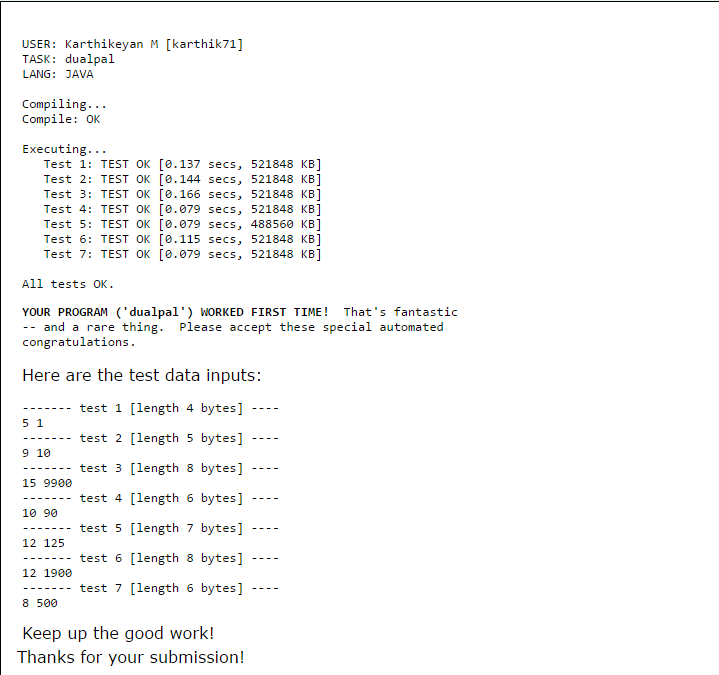 USER: Karthikeyan M [karthik71]
TASK: dualpal
LANG: JAVA
Compiling...
Compile: OK
Executing...
Test 1: TEST OK [0.137 secs, 521848 KB]
Test 2: TEST OK [0.144 secs, 521848 KB]
Test 3: TEST OK [0.166 secs, 521848 KB]
Test 4: TEST OK [0.079 secs, 521848 KB]
Test 5: TEST OK [0.079 secs, 488560 KB]
Test 6: TEST OK [0.115 secs, 521848 KB]
Test 7: TEST OK [0.079 secs, 521848 KB]
All tests OK.
YOUR PROGRAM ('dualpal') WORKED FIRST TIME! That's fantastic
-- and a rare thing. Please accept these special automated
congratulations.
Here are the test data inputs:
------- test 1 [length 4 bytes] ----
5 1
------- test 2 [length 5 bytes] ----
9 10
------- test 3 [length 8 bytes] ----
15 9900
------- test 4 [length 6 bytes] ----
10 90
------- test 5 [length 7 bytes] ----
12 125
------- test 6 [length 8 bytes] ----
12 1900
------- test 7 [length 6 bytes] ----
8 500
Keep up the good work!
Thanks for your submission!